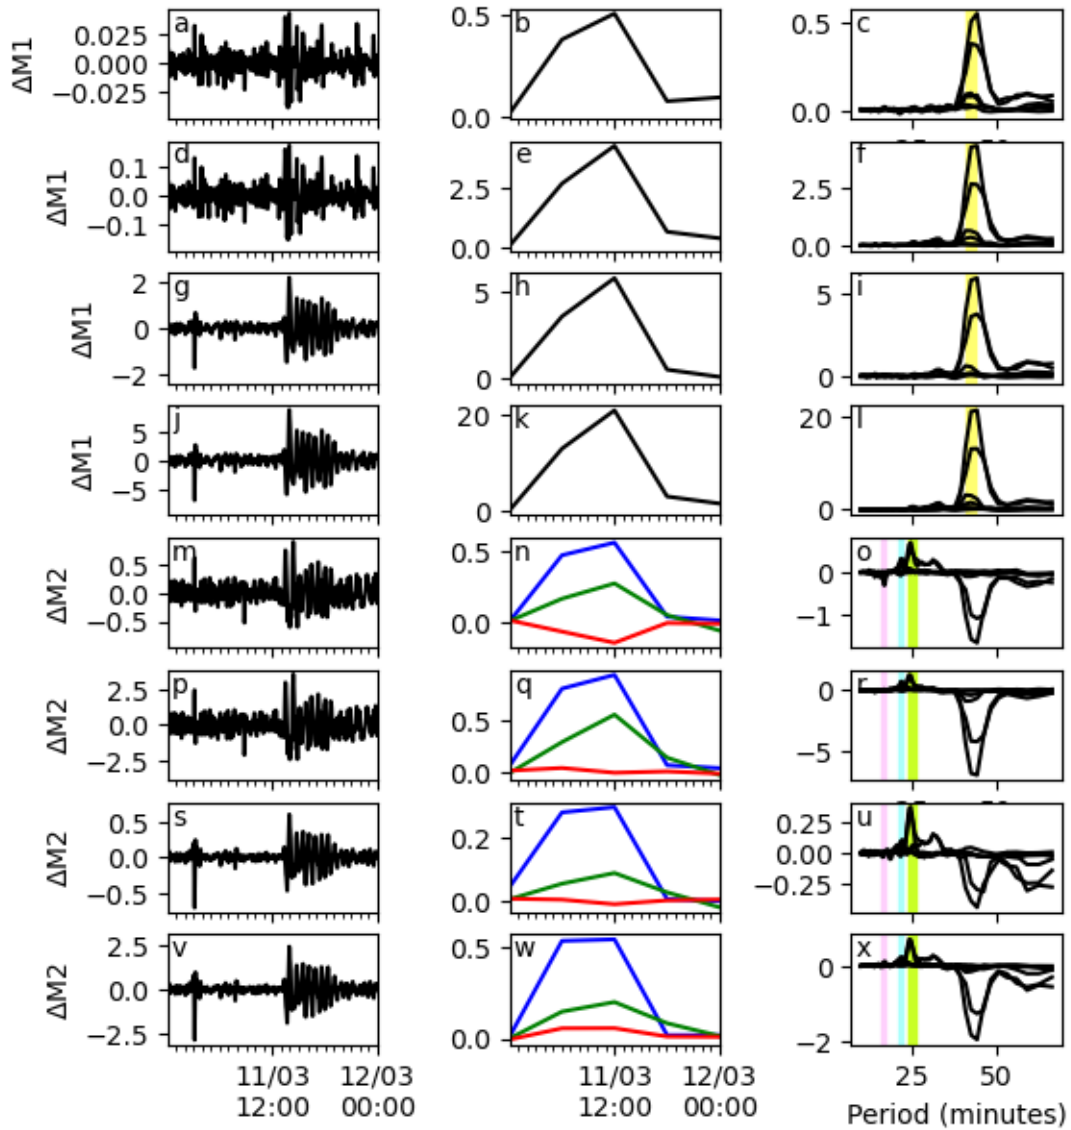 ΔM1 0.025 0.000 −0.025 a 0.5 0.0 b 0.5 0.0 c
ΔM1 0.1 0.0 −0.1 d 2.5 0.0 e 2.5 0.0 f
ΔM1 2 0 −2 g 5 0 h 5 0 i
ΔM1 5 0 −5 j 20 10 0 k 20 0 l
ΔM2 0.5 0.0 −0.5 m 0.5 0.0 n 0 −1 o
ΔM2 2.5 0.0 −2.5 p 0.5 0.0 q 0 −5 r
ΔM2 0.5 0.0 −0.5 s 0.2 0.0 t 0.25 0.00 −0.25 u
ΔM2 2.5 0.0 −2.5 v 0.5 0.0 w 0 −2 x
11/03 12/03 11/03 12/03 25 50
12:00 00:00 12:00 00:00 Period (minutes)